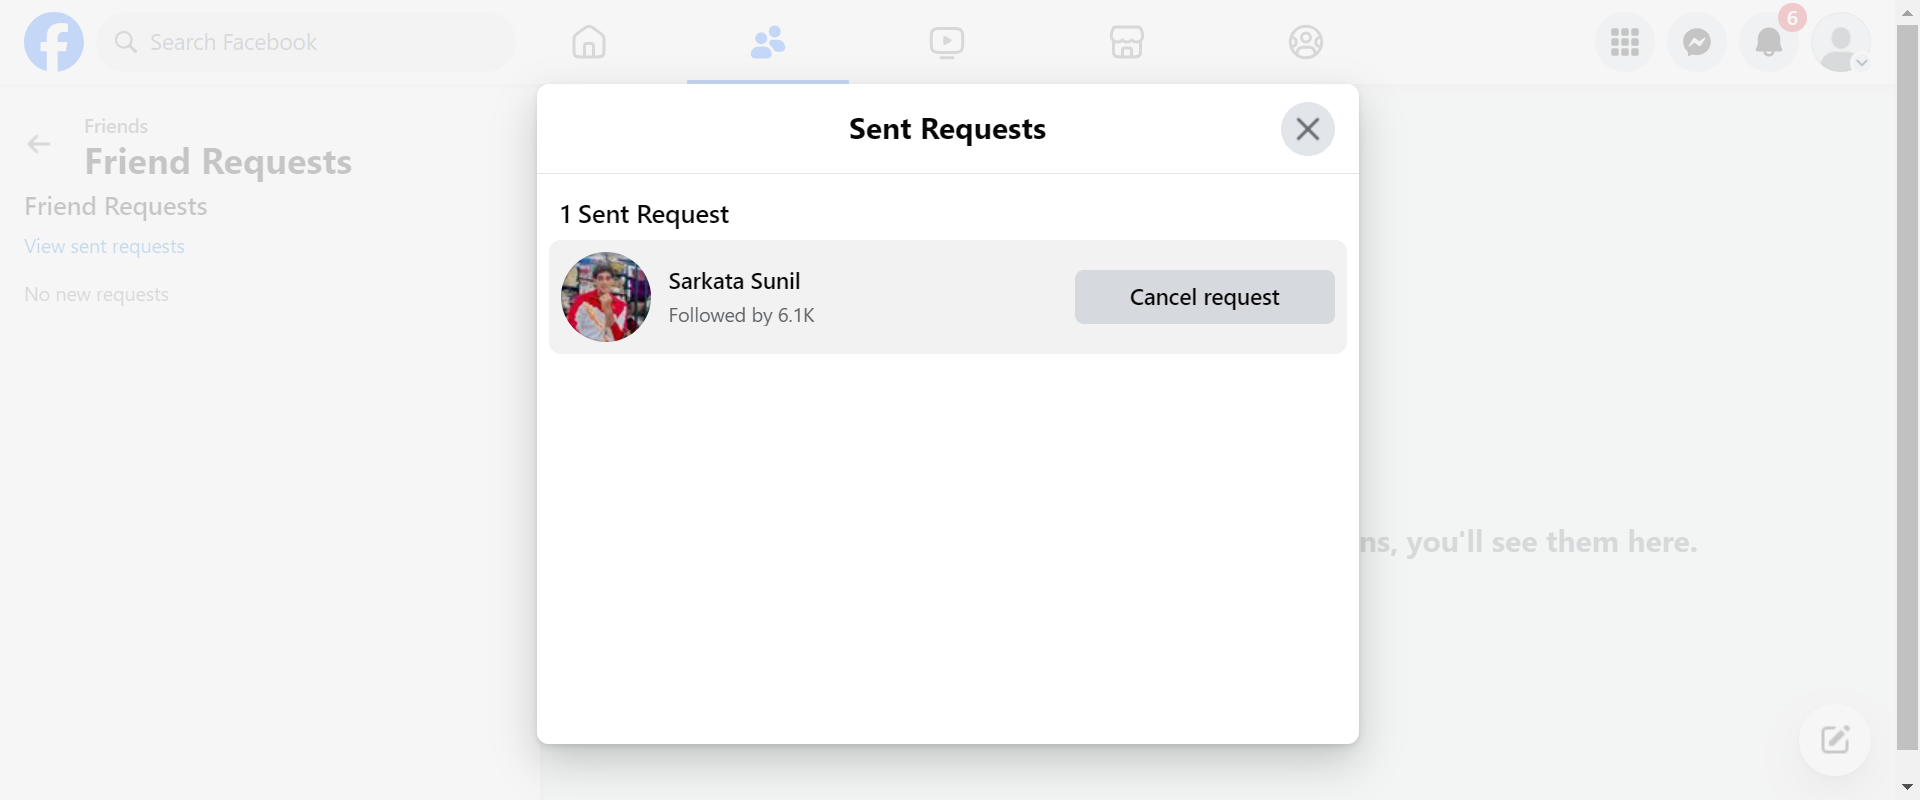 Search Facebook
6
Friends
Friend Requests
Friend Requests
View sent requests
No new requests
Sent Requests
1 Sent Request
Sarkata Sunil
Followed by 6.1K
Cancel request
ns, you'll see them here.